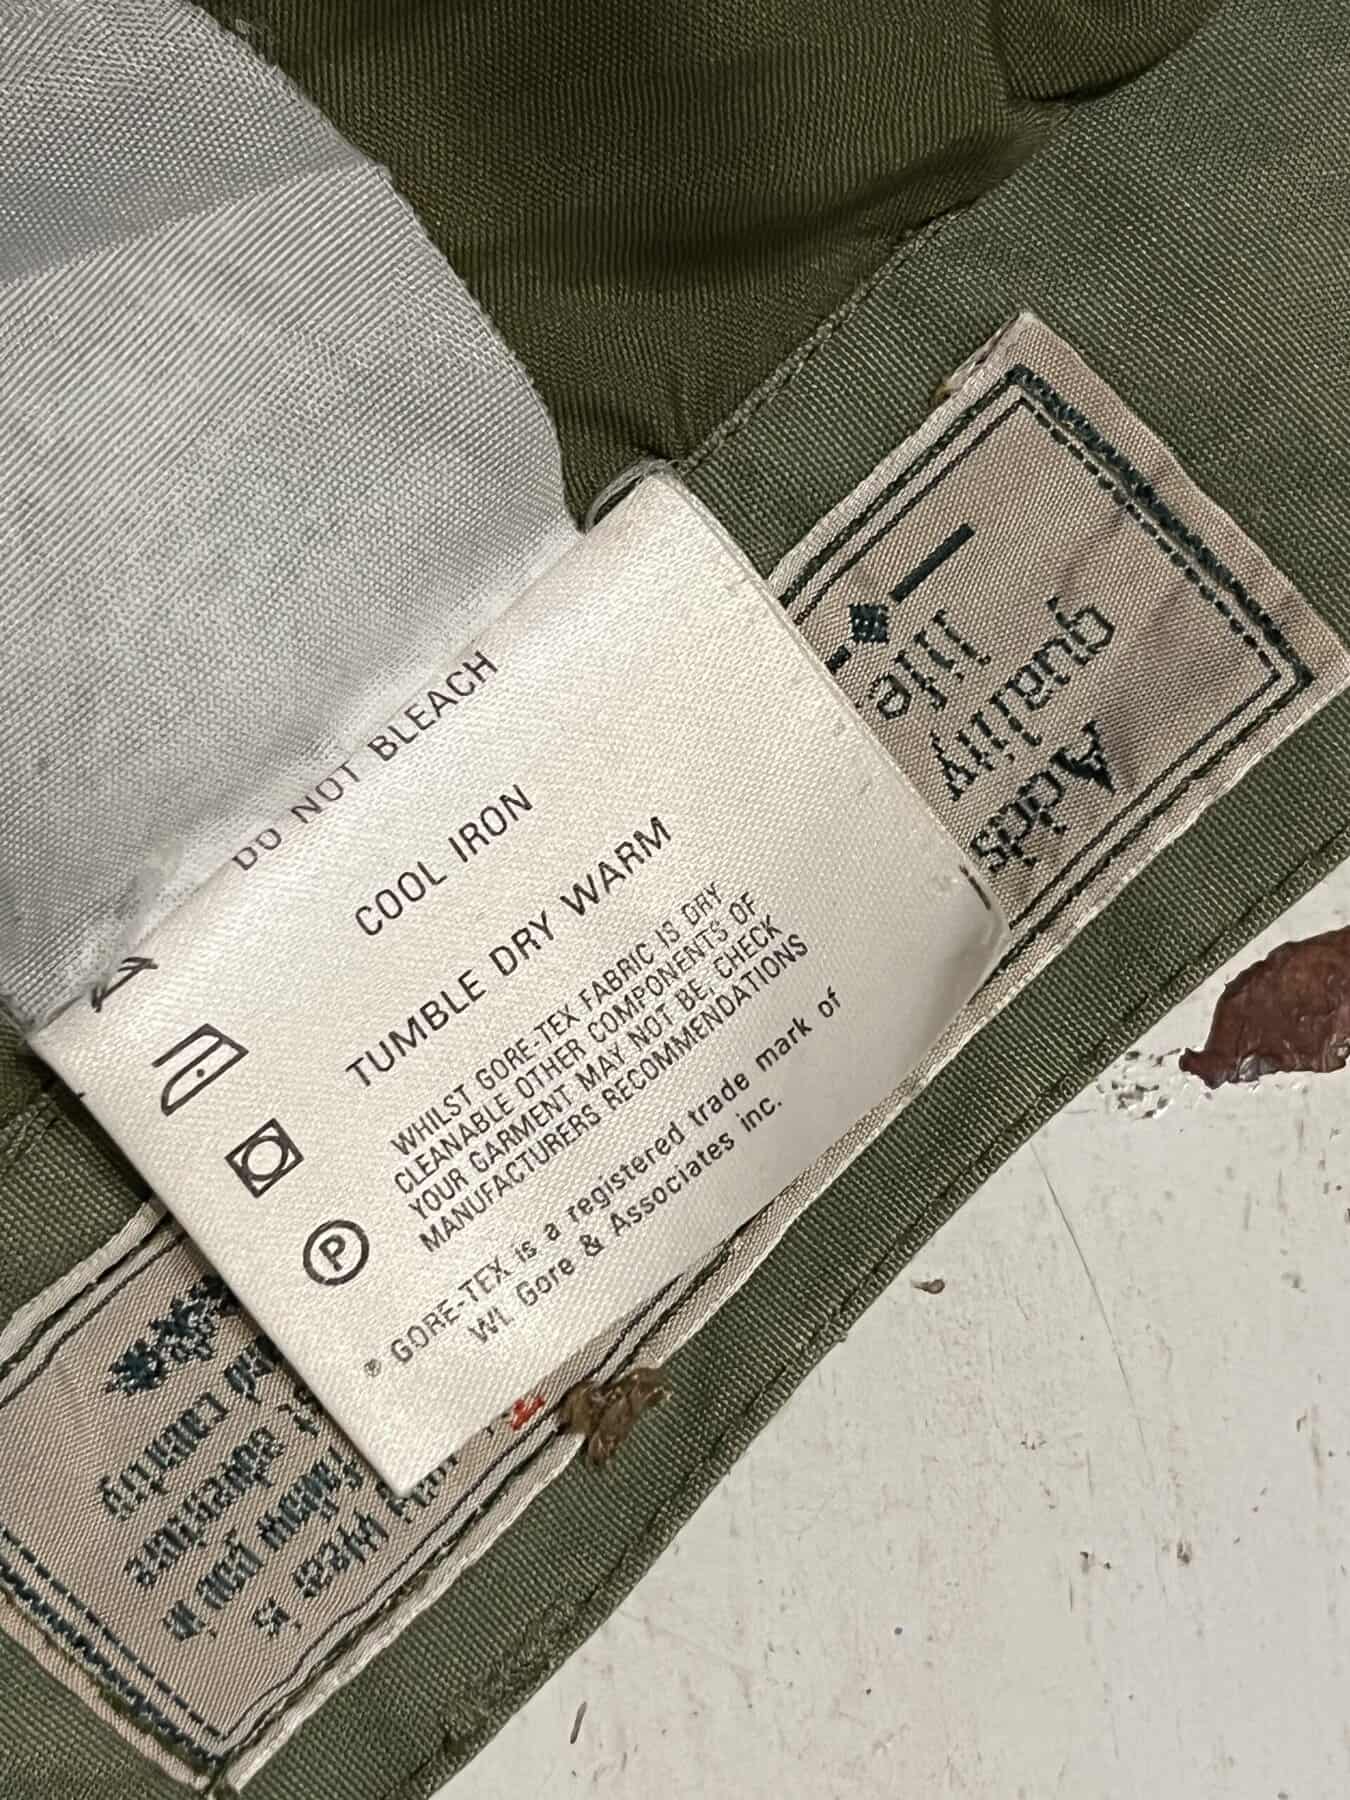 DO NOT BLEACH
COOL IRON
TUMBLE DRY WARM
P
WHILST GORE-TEX FABRIC IS DRY
CLEANABLE OTHER COMPONENTS OF
YOUR GARMENT MAY NOT BE, CHECK
MANUFACTURERS RECOMMENDATIONS
® GORE-TEX is a registered trade mark of
Wl. Gore & Associates inc.
Adds
quality
life
country